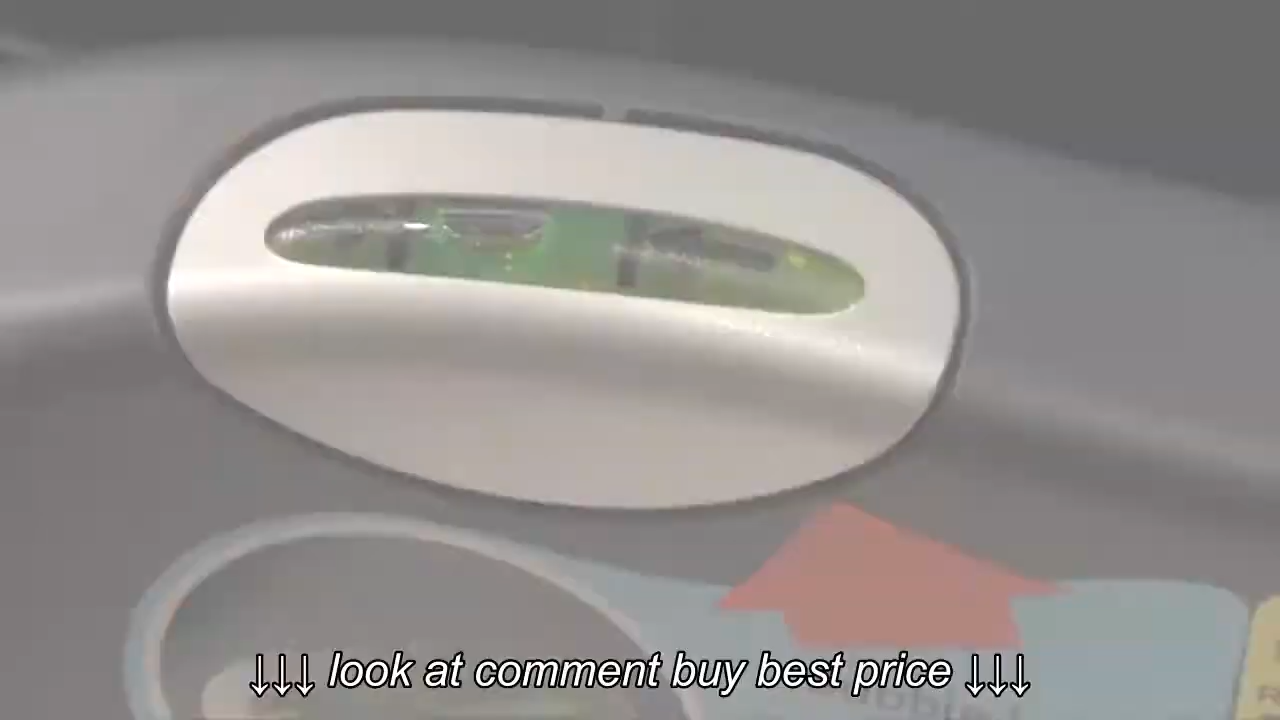 ↓↓↓ look at comment buy best price ↓↓↓